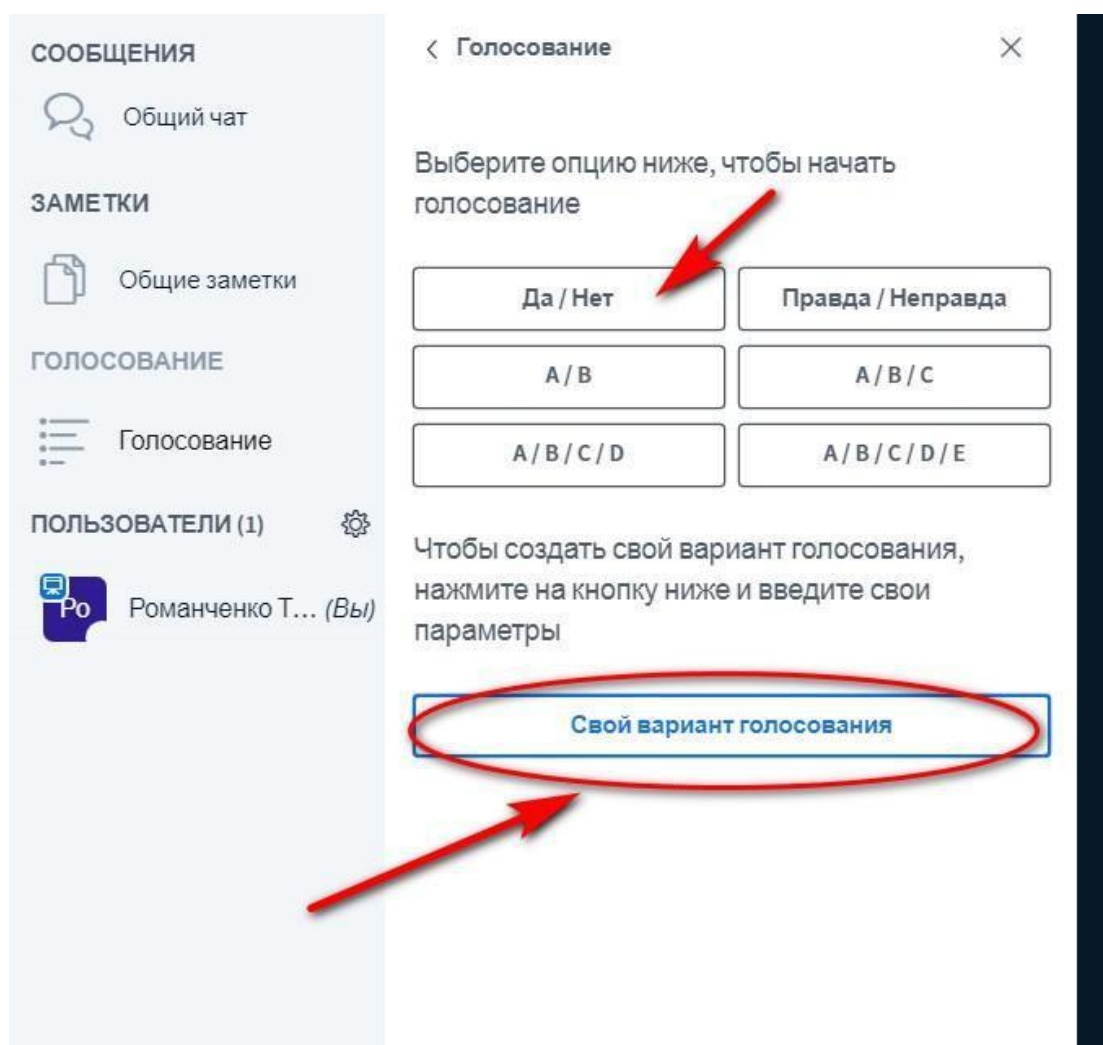 СООБЩЕНИЯ
Общий чат
ЗАМЕТКИ
Общие заметки
ГОЛОСОВАНИЕ
Голосование
ПОЛЬЗОВАТЕЛИ (1)
Po
Романченко Т... (Вы)
Голосование
Выберите опцию ниже, чтобы начать
голосование
Да / Нет
Правда / Неправда
A / B
A / B / C
A / B / C / D
A / B / C / D / E
Чтобы создать свой вариант голосования,
нажмите на кнопку ниже и введите свои
параметры
Свой вариант голосования